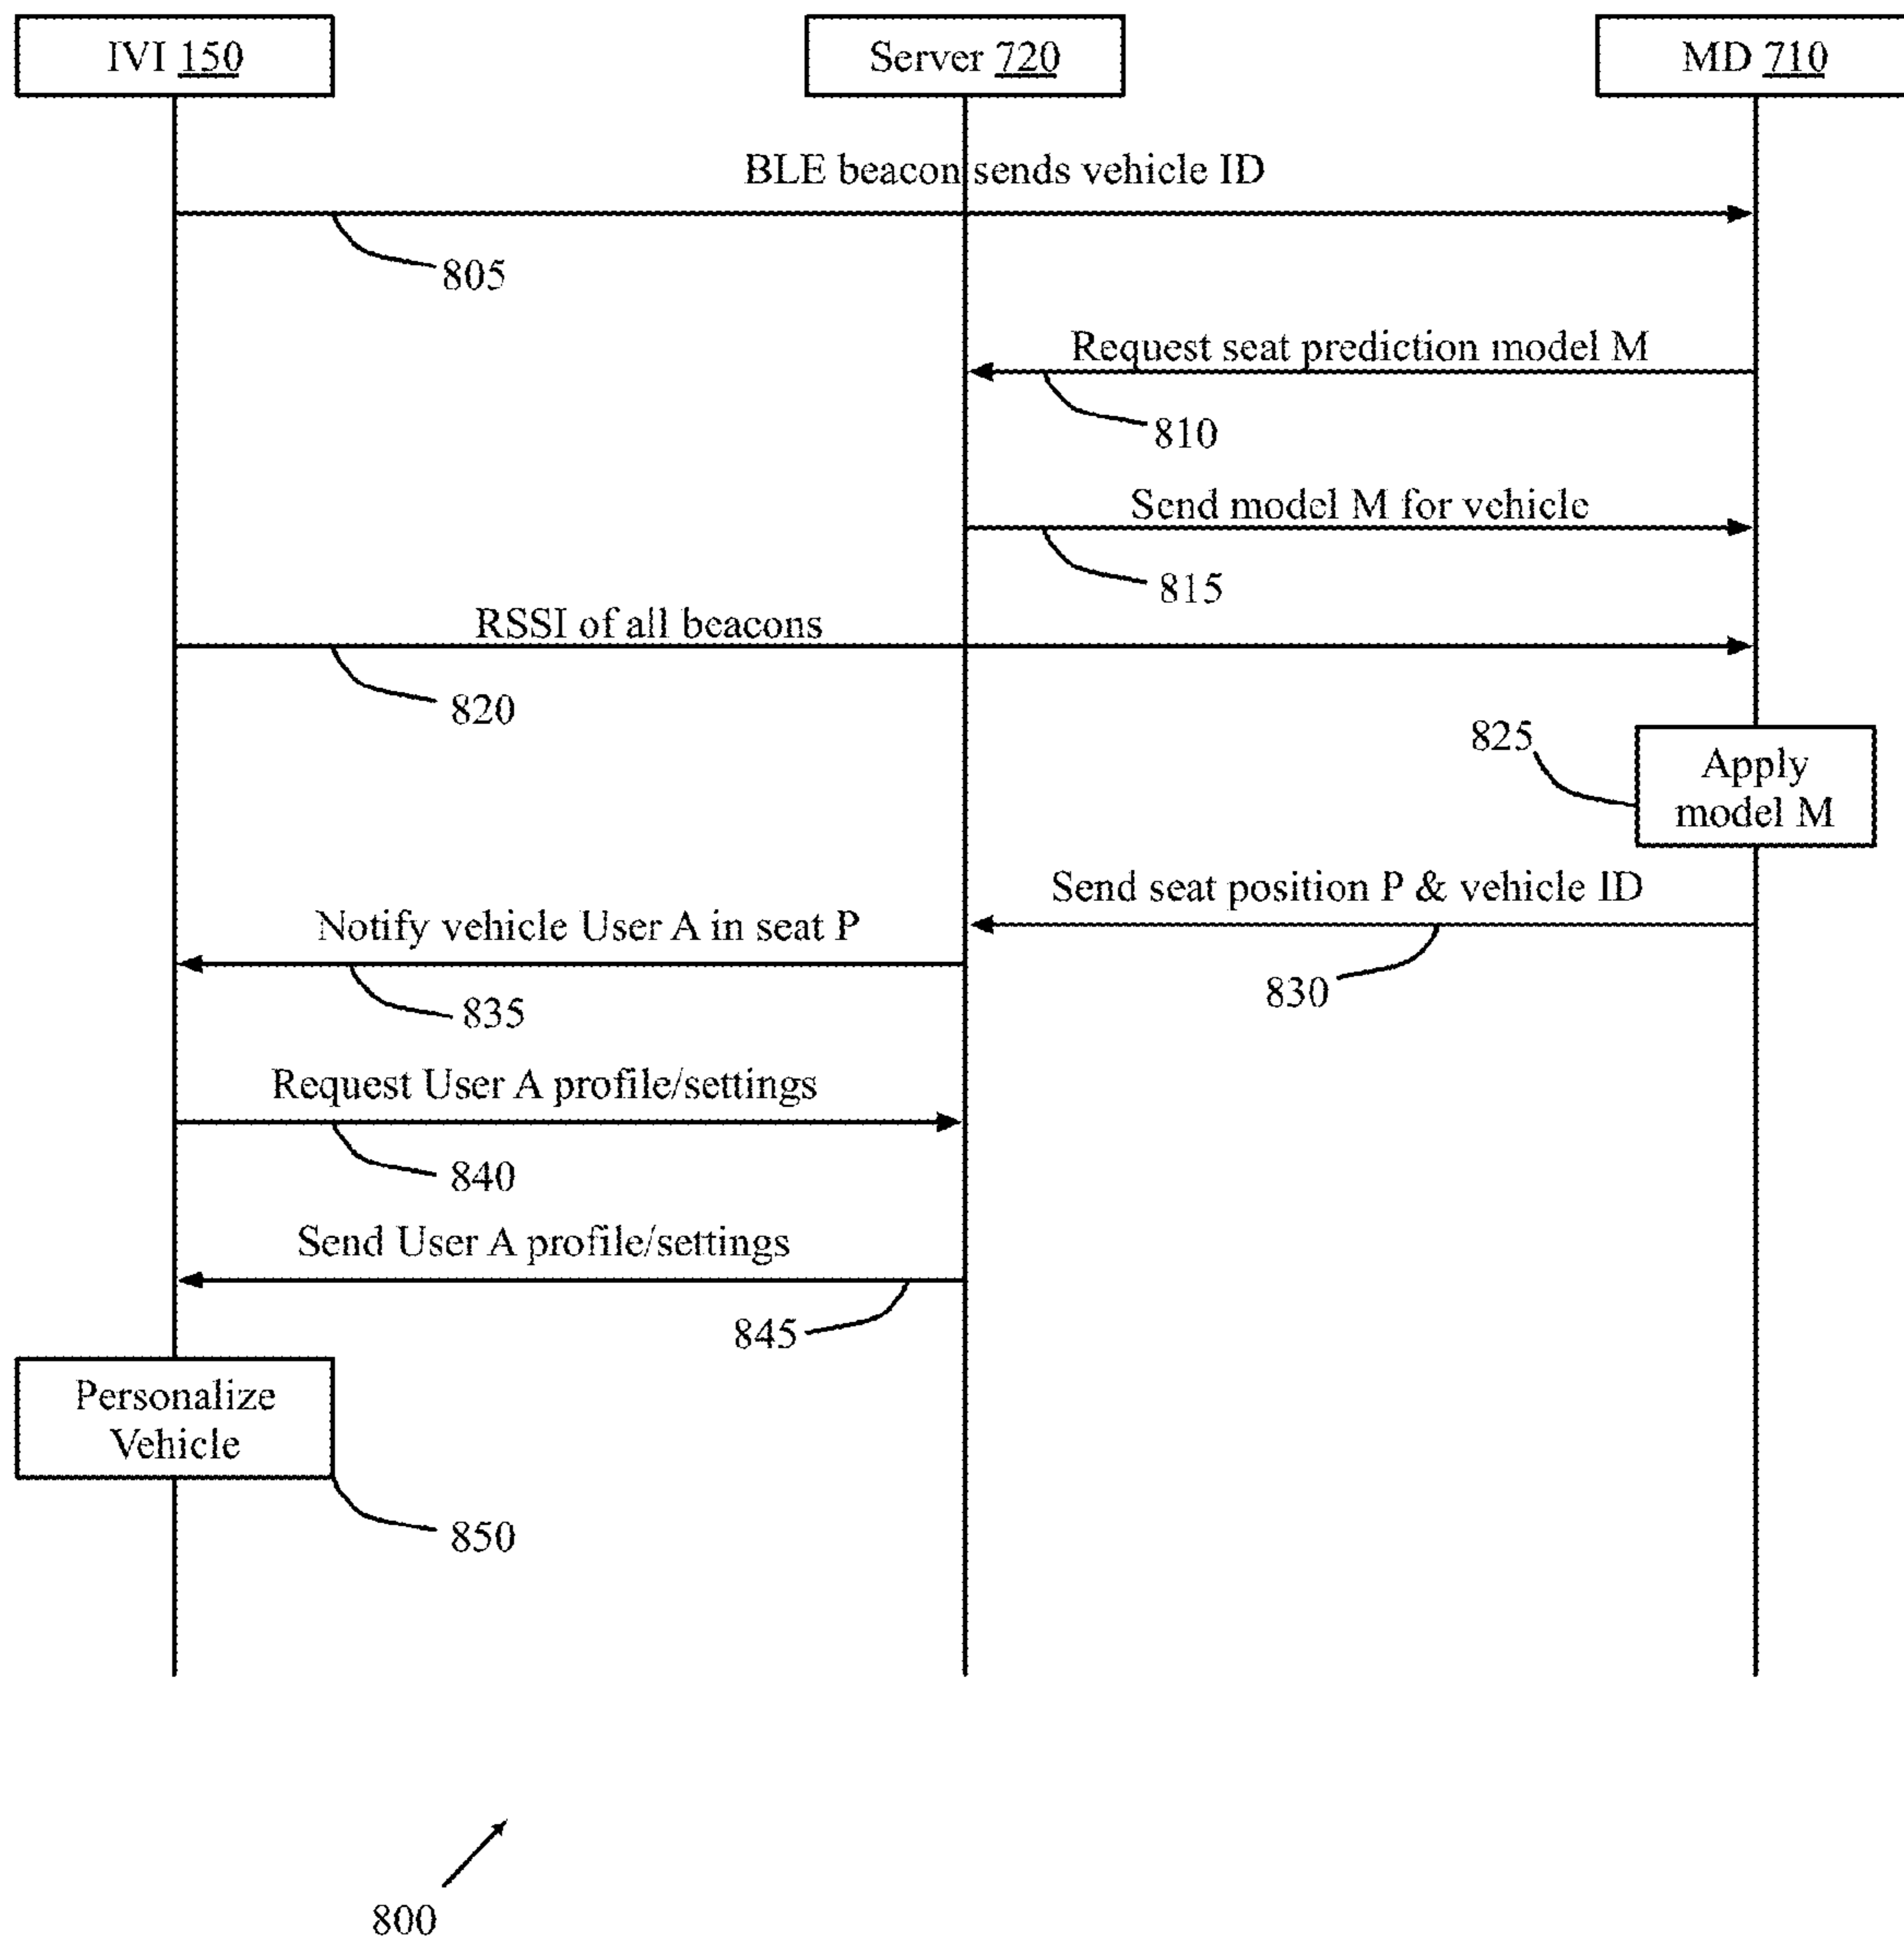 IVI 150
Server 720
MD 710
BLE beacon sends vehicle ID
805
Request seat prediction model M
810
Send model M for vehicle
815
RSSI of all beacons
820
825
Apply
model M
Send seat position P & vehicle ID
830
Notify vehicle User A in seat P
835
Request User A profile/settings
840
Send User A profile/settings
845
Personalize
Vehicle
850
800